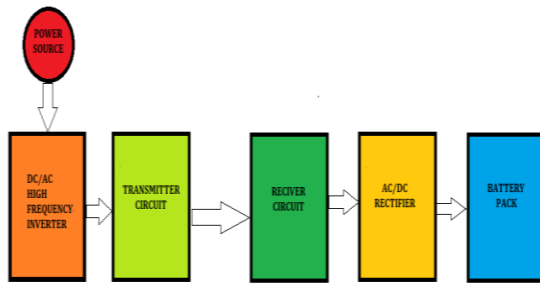 POWER
SOURCE
DC/AC
HIGH
FREQUENCY
INVERTER
TRANSMITTER
CIRCUIT
RECIVER
CIRCUIT
AC/DC
RECTIFIER
BATTERY
PACK